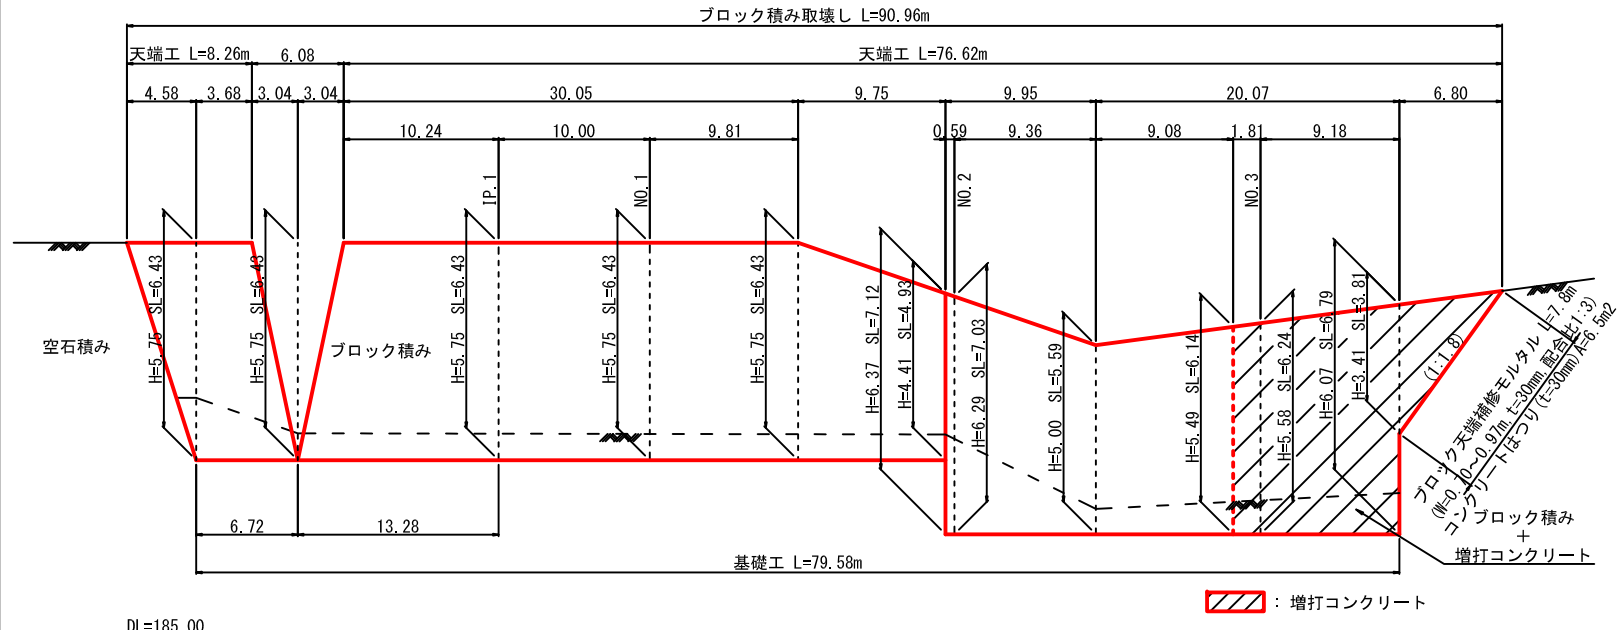 ブロック積み取壊し L=90.96m
天端工 L=8.26m
6.08
天端工 L=76.62m
4.58
3.68
3.04
3.04
30.05
9.75
9.95
20.07
6.80
10.24
10.00
9.81
0.59
9.36
9.08
1.81
9.18
IP.1
NO.1
NO.2
NO.3
H=5.75 SL=6.43
H=5.75 SL=6.43
H=5.75 SL=6.43
H=5.75 SL=6.43
H=5.75 SL=6.43
H=6.37 SL=7.12
H=4.41 SL=4.93
H=6.29 SL=7.03
H=5.00 SL=5.59
H=5.49 SL=6.14
H=5.58 SL=6.24
H=6.07 SL=6.79
H=3.41 SL=3.81
(1:1.8)
空石積み
ブロック積み
ブロック天端補修モルタル L=7.8m
(W=0.70~0.97m, t=30mm, 配合比1:3)
コンクリートはつり(t=30mm)A=6.5m2
ブロック積み
+
増打コンクリート
6.72
13.28
基礎工 L=79.58m
: 増打コンクリート
DL=185.00